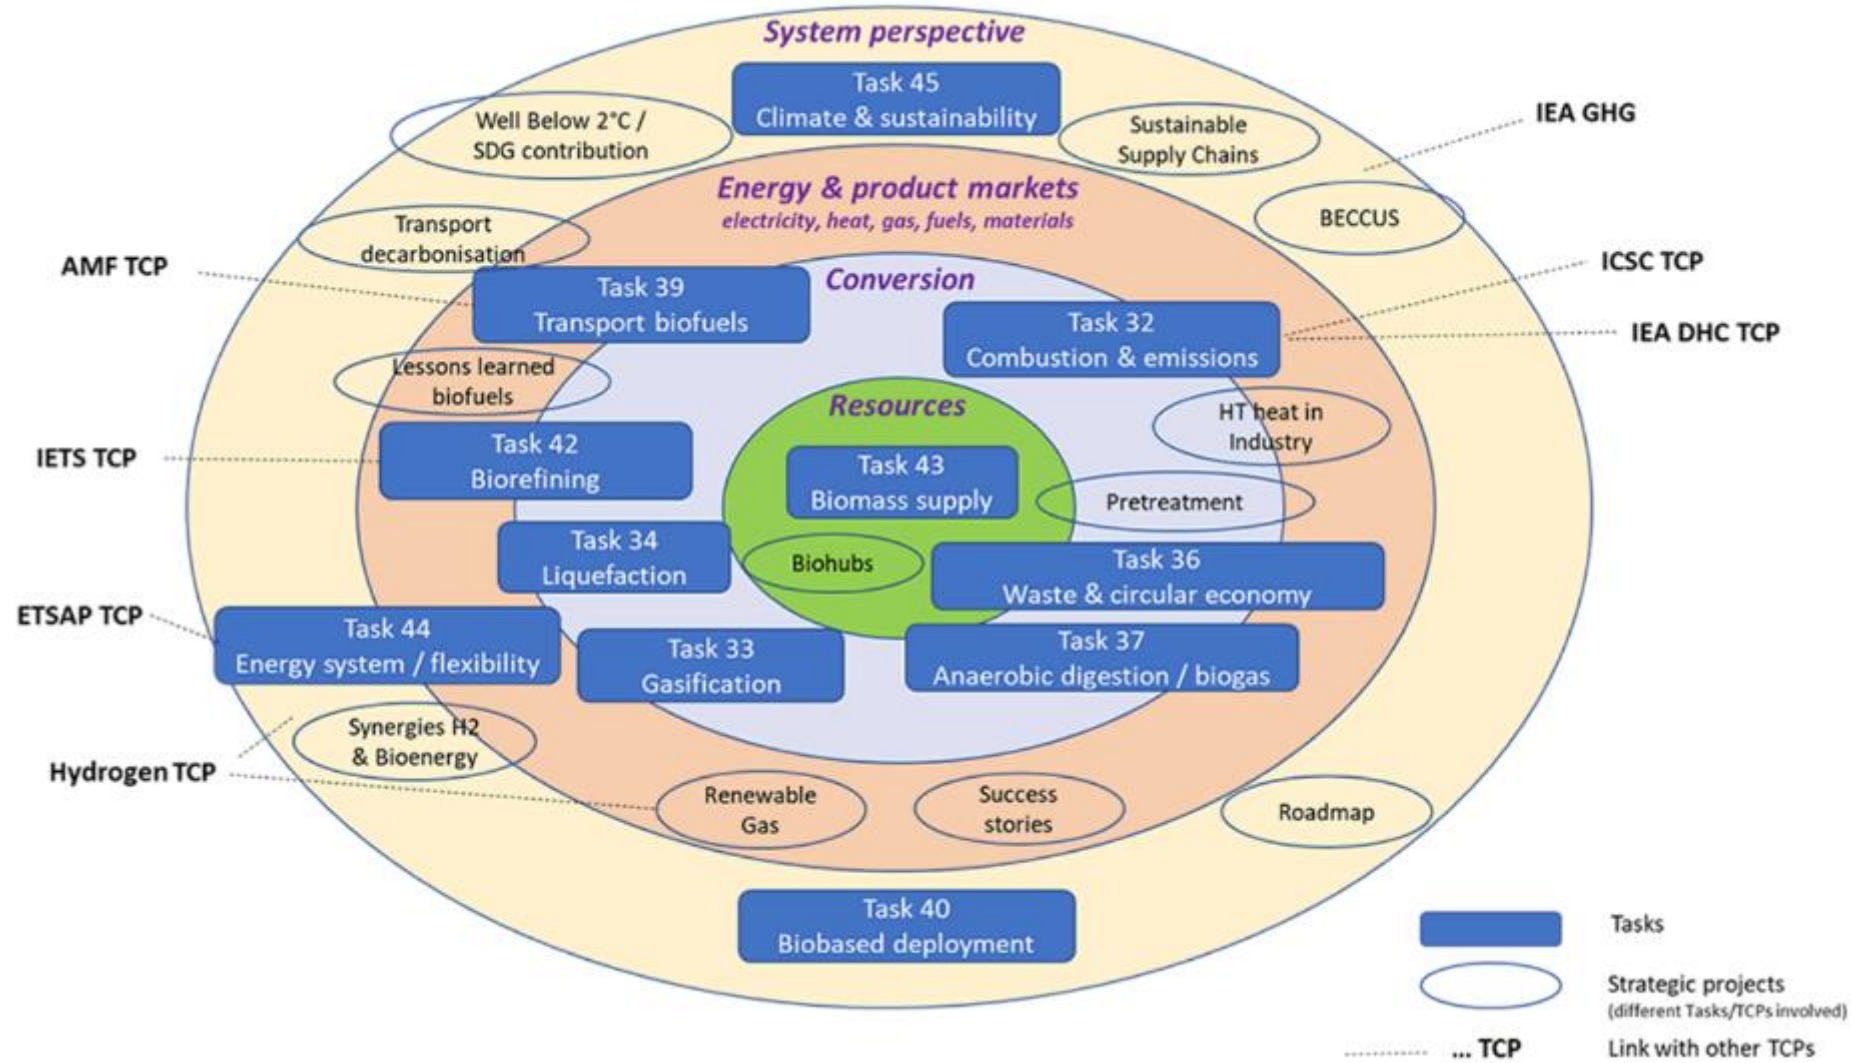 System perspective
Task 45
Climate & sustainability
Well Below 2°C /
SDG contribution
Sustainable
Supply Chains
IEA GHG
Energy & product markets
electricity, heat, gas, fuels, materials
BECCUS
Transport
decarbonisation
AMF TCP
ICSC TCP
Conversion
Task 39
Transport biofuels
Task 32
Combustion & emissions
IEA DHC TCP
Lessons learned
biofuels
Resources
HT heat in
Industry
IETS TCP
Task 42
Biorefining
Task 43
Biomass supply
Pretreatment
Task 34
Liquefaction
Biohubs
Task 36
Waste & circular economy
ETSAP TCP
Task 44
Energy system / flexibility
Task 33
Gasification
Task 37
Anaerobic digestion / biogas
Synergies H2
& Bioenergy
Hydrogen TCP
Renewable
Gas
Success
stories
Roadmap
Task 40
Biobased deployment
Tasks
Strategic projects
(different Tasks/TCPs involved)
... TCP
Link with other TCPs